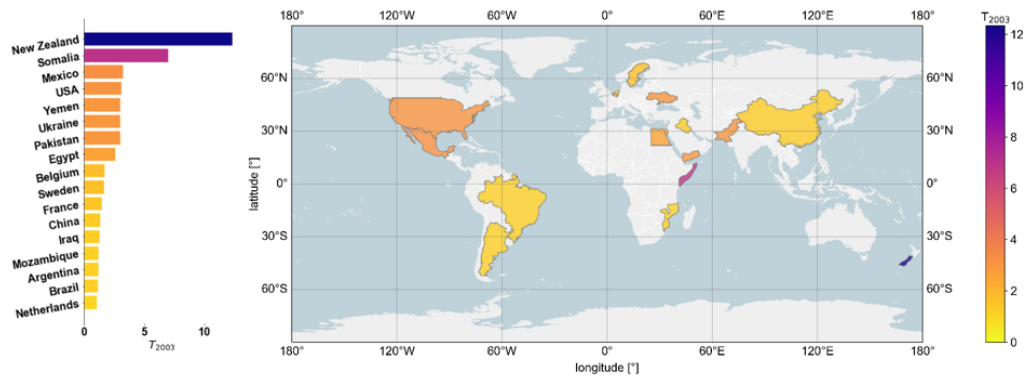 New Zealand
Somalia
Mexico
USA
Yemen
Ukraine
Pakistan
Egypt
Belgium
Sweden
France
China
Iraq
Mozambique
Argentina
Brazil
Netherlands
0 5 10
T2003
180° 120°W 60°W 0° 60°E 120°E 180°
60°N 60°N
30°N 30°N
0° 0°
30°S 30°S
60°S 60°S
latitude [°]
180° 120°W 60°W 0° 60°E 120°E 180°
longitude [°]
T2003
12
10
8
6
4
2
0